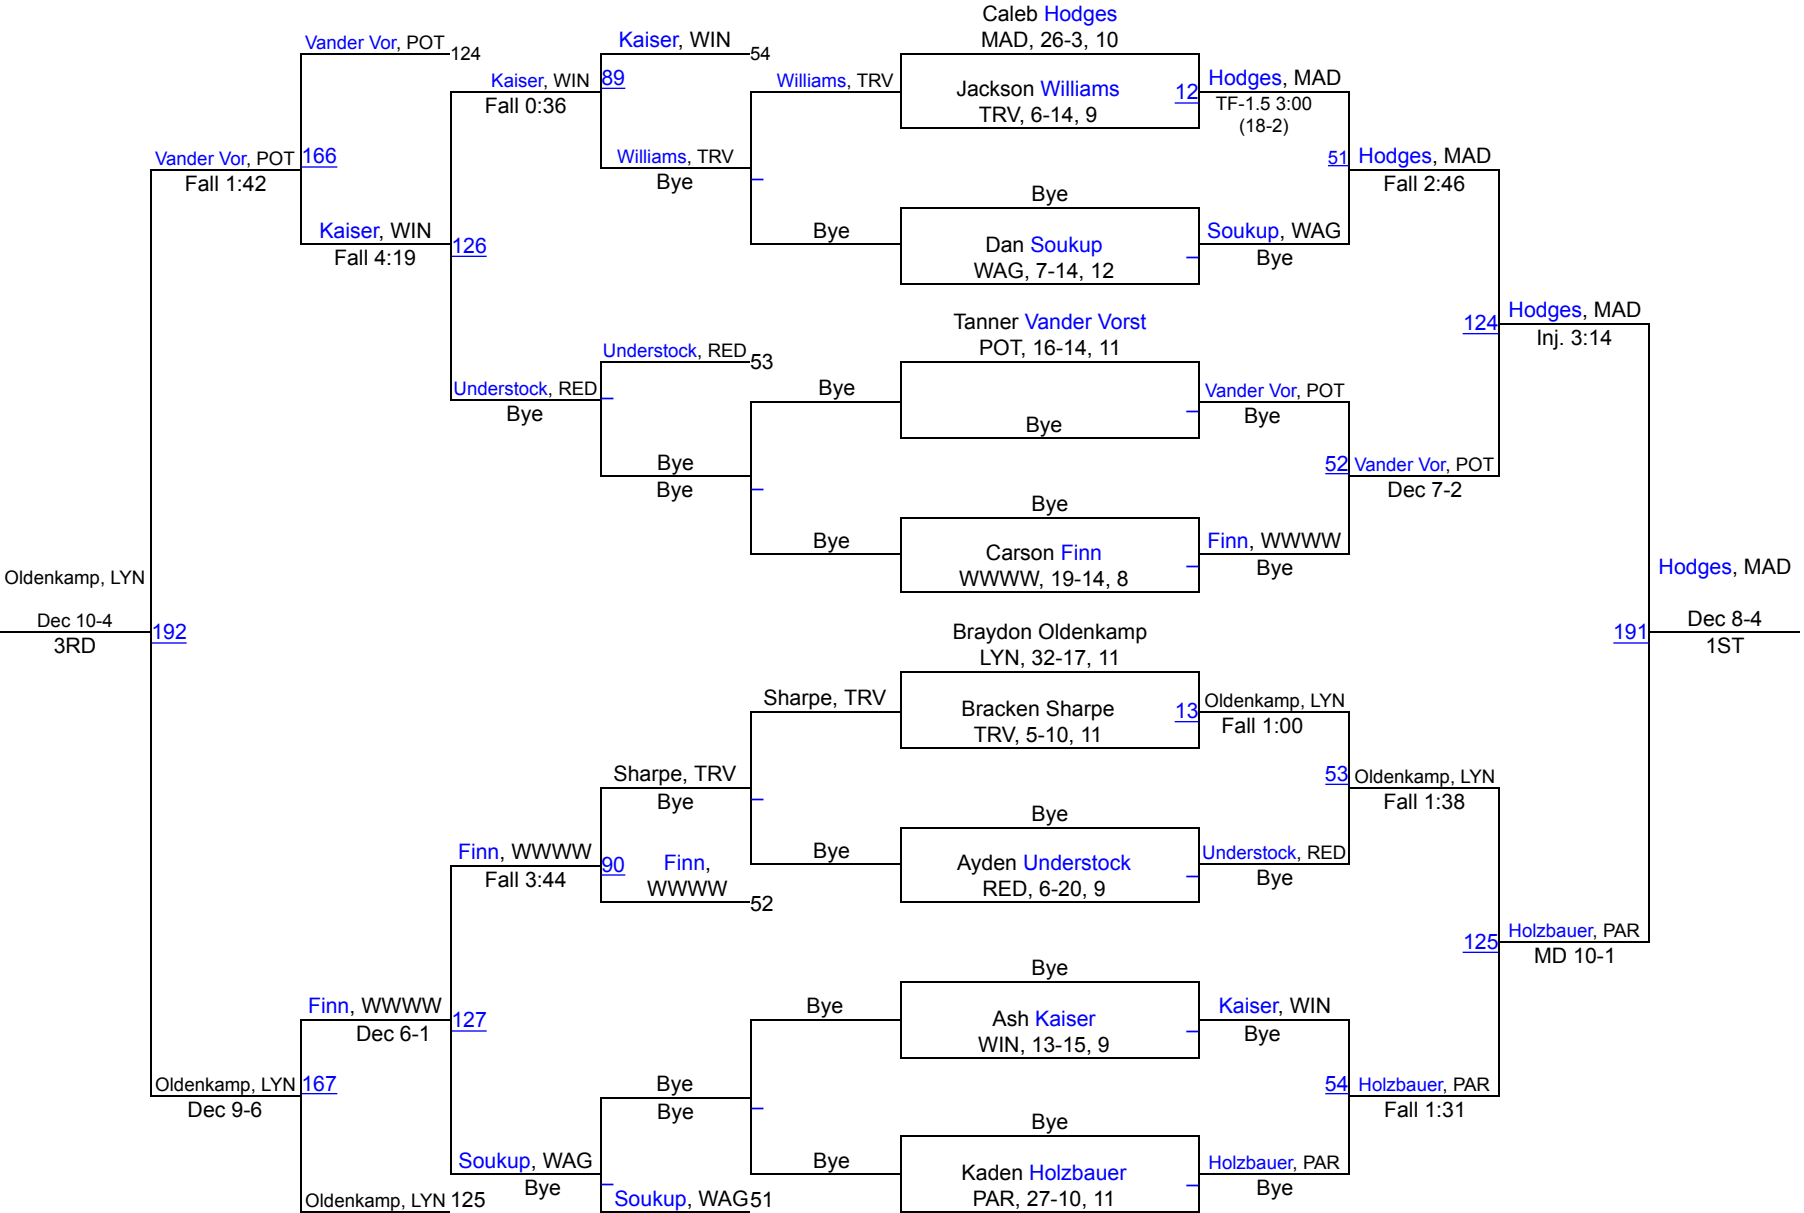 Caleb Hodges
MAD, 26-3, 10
Vander Vor, POT
124
Kaiser, WIN
54
Kaiser, WIN
89
Fall 0:36
Williams, TRV
Jackson Williams
TRV, 6-14, 9
12
Hodges, MAD
TF-1.5 3:00
(18-2)
Vander Vor, POT
166
Fall 1:42
Williams, TRV
Bye
51
Hodges, MAD
Fall 2:46
Bye
Kaiser, WIN
126
Fall 4:19
Bye
Dan Soukup
WAG, 7-14, 12
Soukup, WAG
Bye
Tanner Vander Vorst
POT, 16-14, 11
124
Hodges, MAD
Inj. 3:14
Understock, RED
53
Understock, RED
Bye
Bye
Bye
Vander Vor, POT
Bye
Bye
Bye
52
Vander Vor, POT
Dec 7-2
Bye
Bye
Carson Finn
WWWW, 19-14, 8
Finn, WWWW
Bye
Oldenkamp, LYN
Dec 10-4
192
3RD
Hodges, MAD
Dec 8-4
191
1ST
Braydon Oldenkamp
LYN, 32-17, 11
Sharpe, TRV
Bracken Sharpe
TRV, 5-10, 11
13
Oldenkamp, LYN
Fall 1:00
Sharpe, TRV
Bye
53
Oldenkamp, LYN
Fall 1:38
Bye
Finn, WWWW
90
Fall 3:44
Finn,
WWWW
52
Bye
Ayden Understock
RED, 6-20, 9
Understock, RED
Bye
125
Holzbauer, PAR
MD 10-1
Bye
Finn, WWWW
127
Dec 6-1
Bye
Ash Kaiser
WIN, 13-15, 9
Kaiser, WIN
Bye
Oldenkamp, LYN
167
Dec 9-6
Bye
Bye
54
Holzbauer, PAR
Fall 1:31
Bye
Soukup, WAG
Bye
Bye
Kaden Holzbauer
PAR, 27-10, 11
Holzbauer, PAR
Bye
Oldenkamp, LYN
125
Soukup, WAG
51